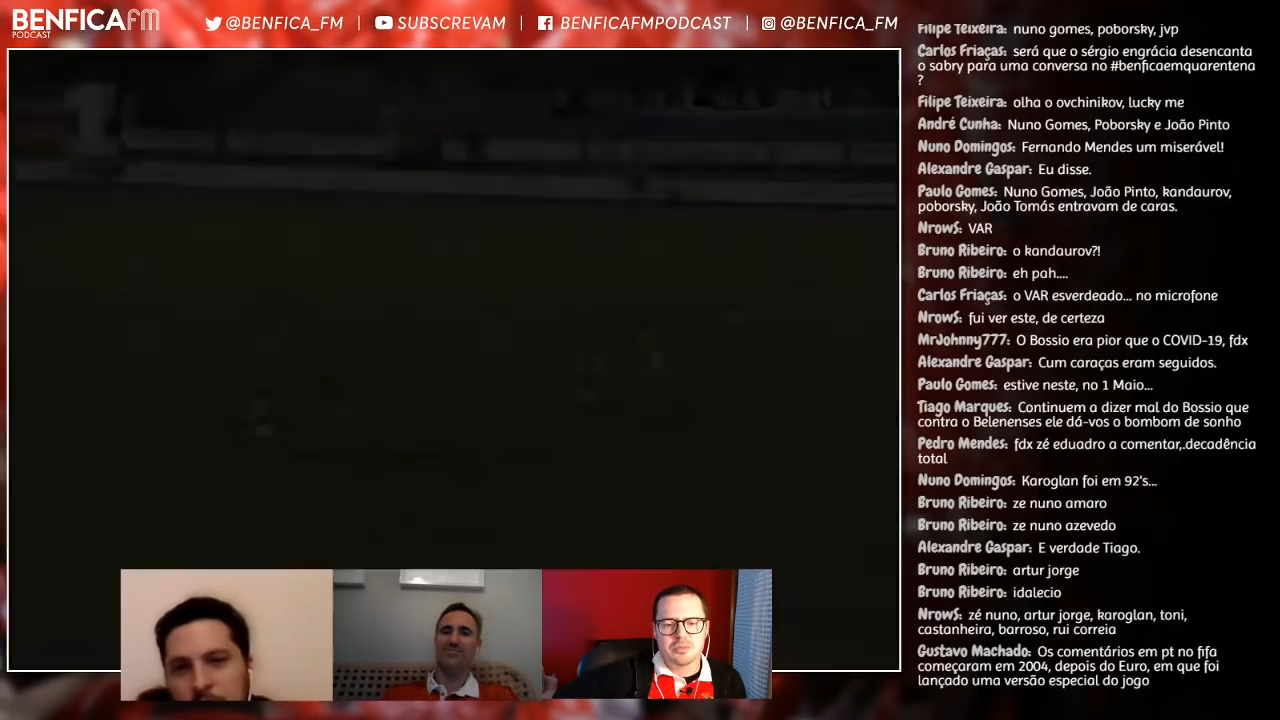 BENFICAFM
PODCAST
@BENFICA_FM | SUBSCREVAM | BENFICAFMPODCAST | @BENFICA_FM
Filipe Teixeira: nuno gomes, poborsky, jvp
Carlos Friaças: será que o sérgio engrácia desencanta
o sabry para uma conversa no #benficaemquarentena
?
Filipe Teixeira: olha o ovchinikov, lucky me
André Cunha: Nuno Gomes, Poborsky e João Pinto
Nuno Domingos: Fernando Mendes um miserável!
Alexandre Gaspar: Eu disse.
Paulo Gomes: Nuno Gomes, João Pinto, kandaurov,
poborsky, João Tomás entravam de caras.
NrowS: VAR
Bruno Ribeiro: o kandaurov?!
Bruno Ribeiro: eh pah....
Carlos Friaças: o VAR esverdeado... no microfone
NrowS: fui ver este, de certeza
MrJohnny777: O Bossio era pior que o COVID-19, fdx
Alexandre Gaspar: Cum caraças eram seguidos.
Paulo Gomes: estive neste, no 1 Maio...
Tiago Marques: Continuem a dizer mal do Bossio que
contra o Belenenses ele dá-vos o bombom de sonho
Pedro Mendes: fdx zé eduadro a comentar,.decadência
total
Nuno Domingos: Karoglan foi em 92's...
Bruno Ribeiro: ze nuno amaro
Bruno Ribeiro: ze nuno azevedo
Alexandre Gaspar: E verdade Tiago.
Bruno Ribeiro: artur jorge
Bruno Ribeiro: idalecio
NrowS: zé nuno, artur jorge, karoglan, toni,
castanheira, barroso, rui correia
Gustavo Machado: Os comentários em pt no fifa
começaram em 2004, depois do Euro, em que foi
lançado uma versão especial do jogo